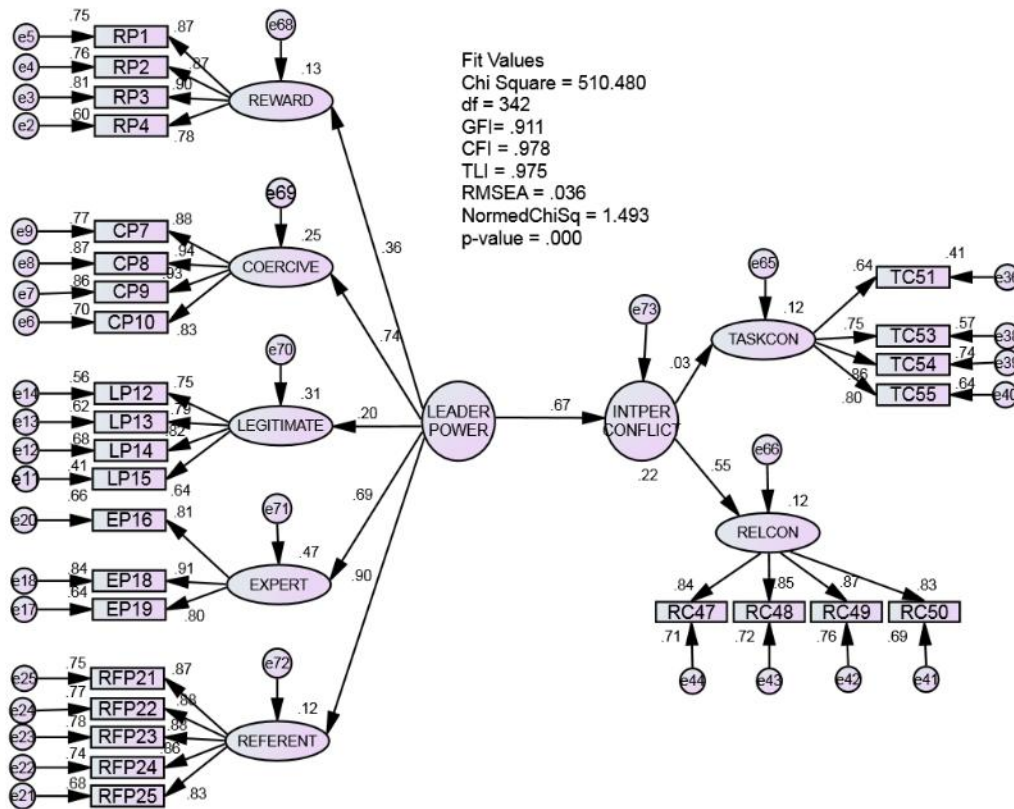 .75
e5
RP1
.87
e4
.76
RP2
.87
e3
.81
RP3
.90
e2
.60
RP4
.78
e68
.13
REWARD
Fit Values
Chi Square = 510.480
df = 342
GFI= .911
CFI = .978
TLI = .975
RMSEA = .036
NormedChiSq = 1.493
p-value = .000
e9
.77
CP7
.88
e8
.87
CP8
.94
e7
.86
CP9
.93
e6
.70
CP10
.83
e69
.25
COERCIVE
.36
.74
e14
.56
LP12
.75
e13
.62
LP13
.79
e12
.68
LP14
.82
e11
.41
LP15
.64
e70
.31
LEGITIMATE
.20
LEADER
POWER
.67
e73
INTPER
CONFLICT
.22
.03
e65
.12
TASKCON
.64
TC51
.41
e36
.75
TC53
.57
e38
.86
TC54
.74
e39
.80
TC55
.64
e40
.55
e66
.12
RELCON
.84
.85
.87
.83
RC47
RC48
RC49
RC50
.71
.72
.76
.69
e44
e43
e42
e41
e20
.66
EP16
.81
e18
.84
EP18
.91
e17
.64
EP19
.80
e71
.47
EXPERT
.69
.90
e25
.75
RFP21
.87
e24
.77
RFP22
.88
e23
.78
RFP23
.88
e22
.74
RFP24
.86
e21
.68
RFP25
.83
e72
.12
REFERENT